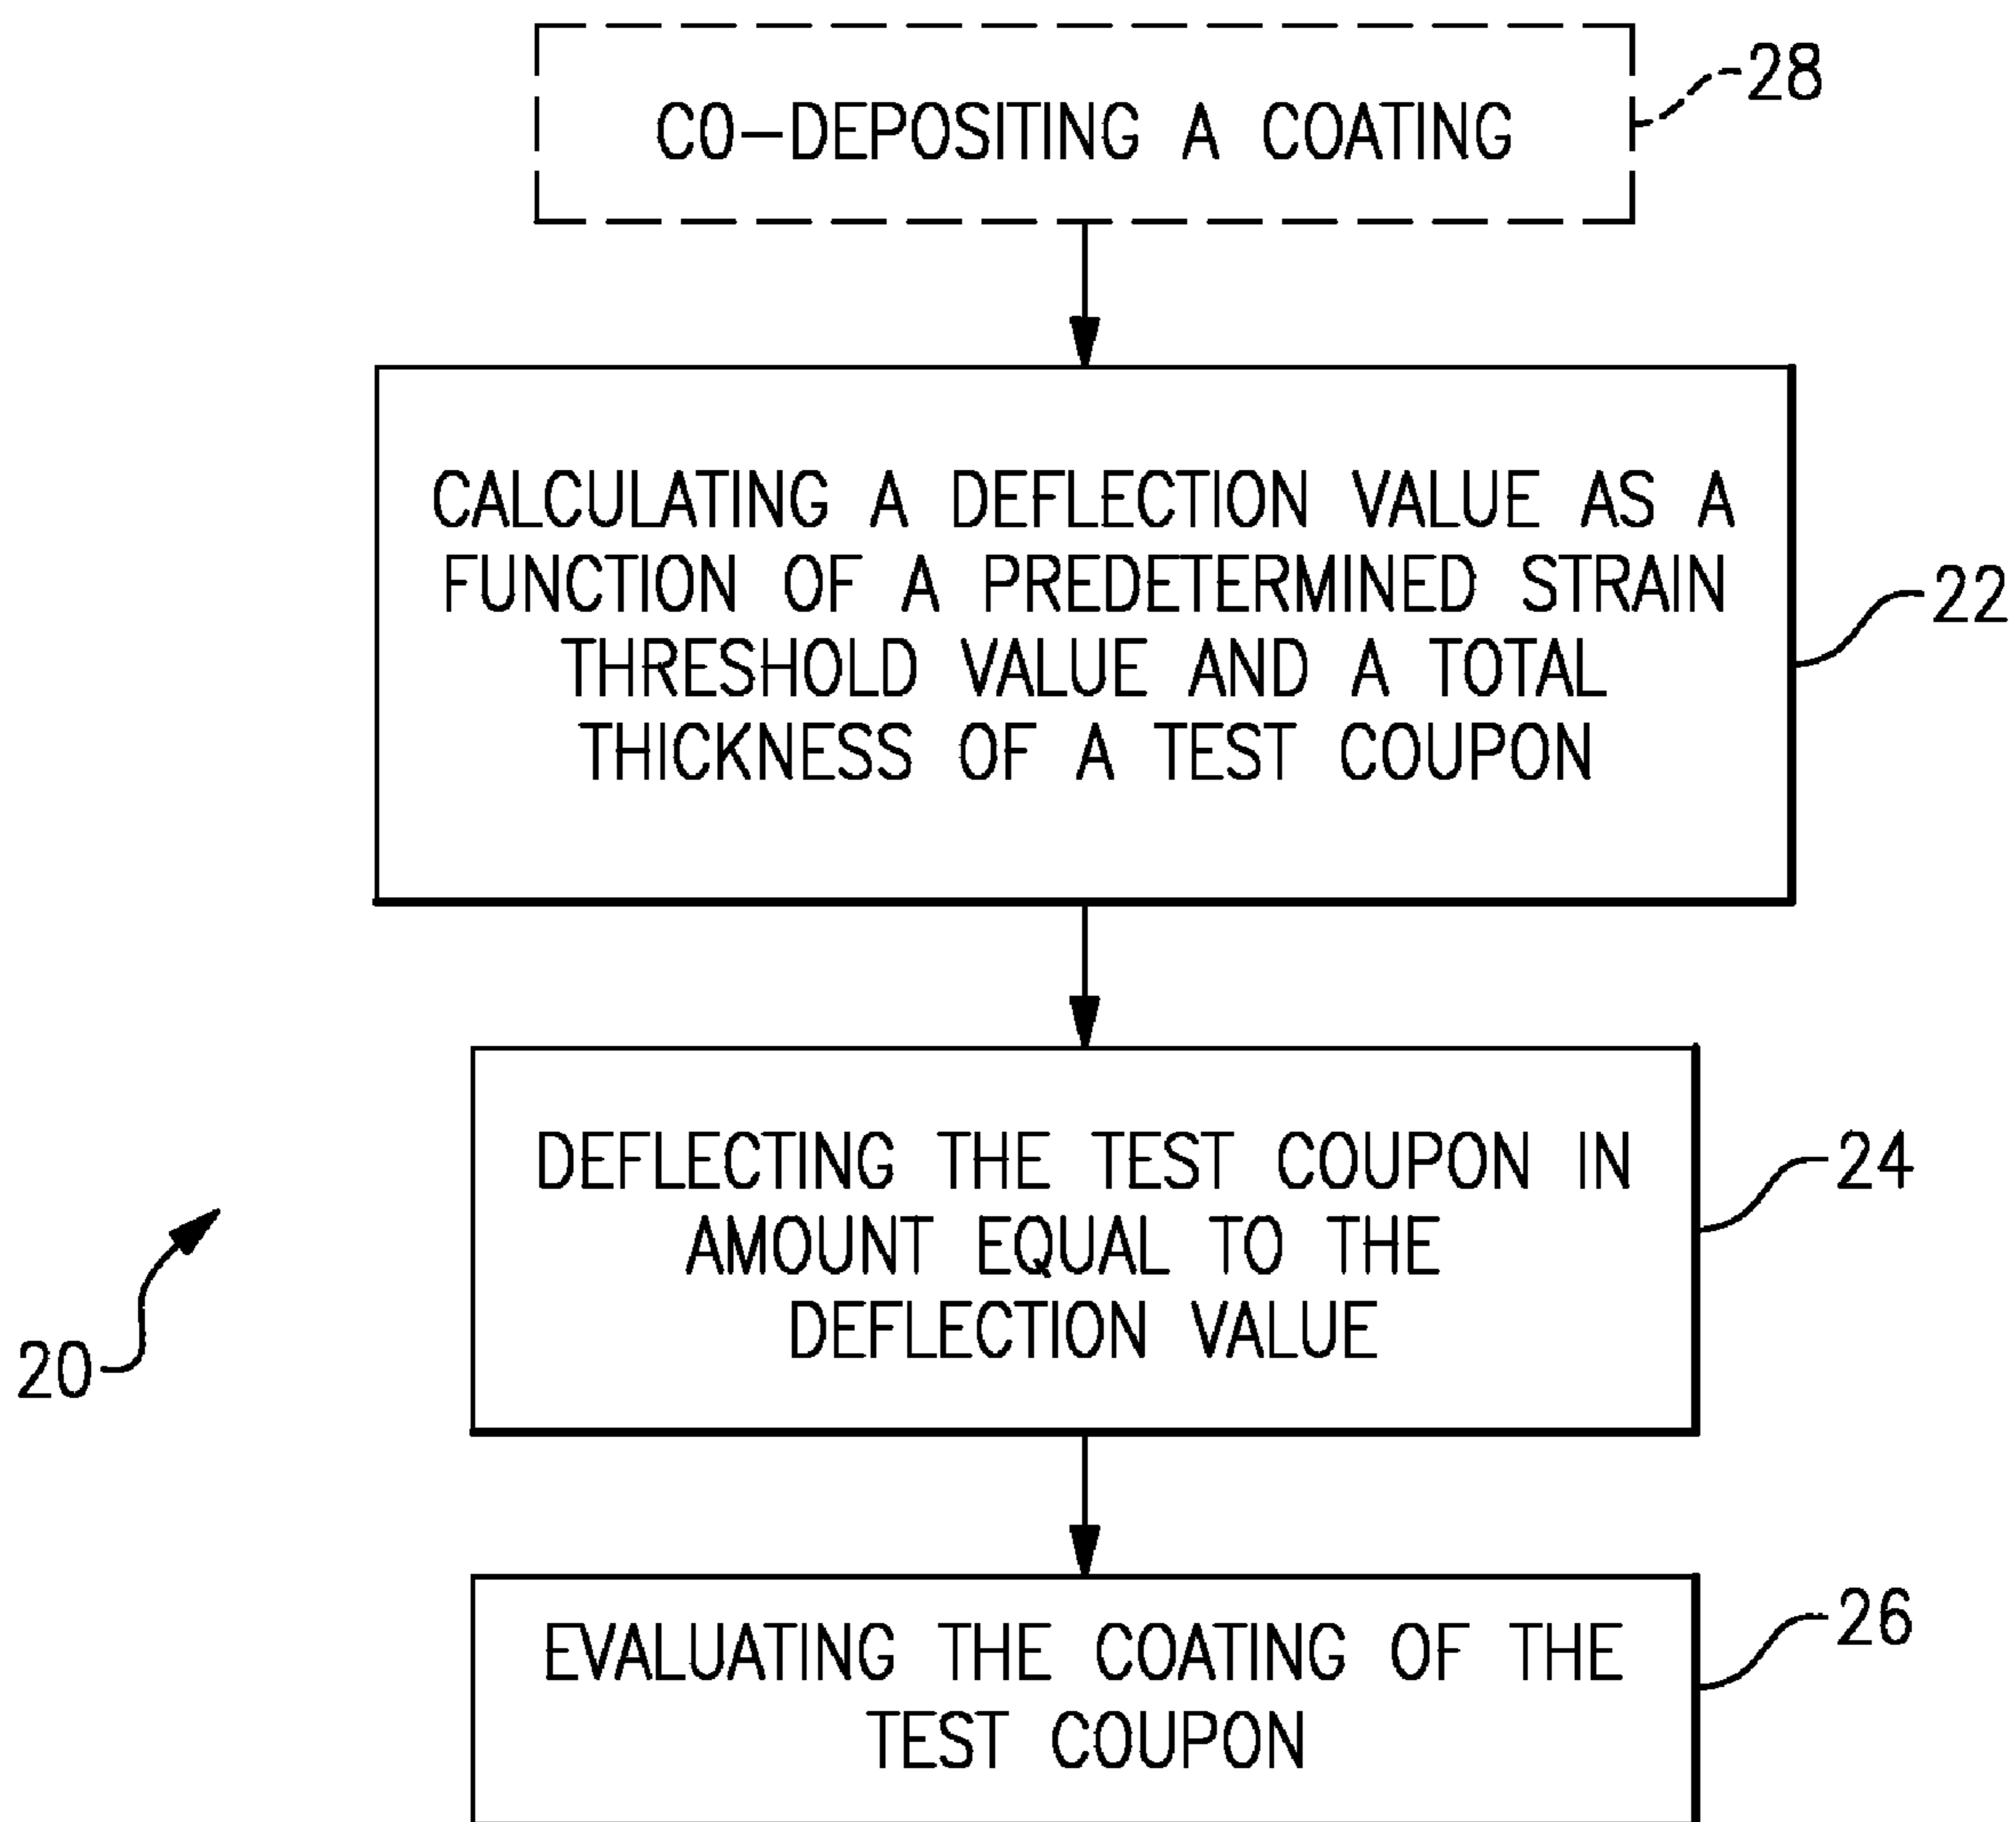 CO-DEPOSITING A COATING
28
CALCULATING A DEFLECTION VALUE AS A
FUNCTION OF A PREDETERMINED STRAIN
THRESHOLD VALUE AND A TOTAL
THICKNESS OF A TEST COUPON
22
DEFLECTING THE TEST COUPON IN
AMOUNT EQUAL TO THE
DEFLECTION VALUE
24
20
EVALUATING THE COATING OF THE
TEST COUPON
26